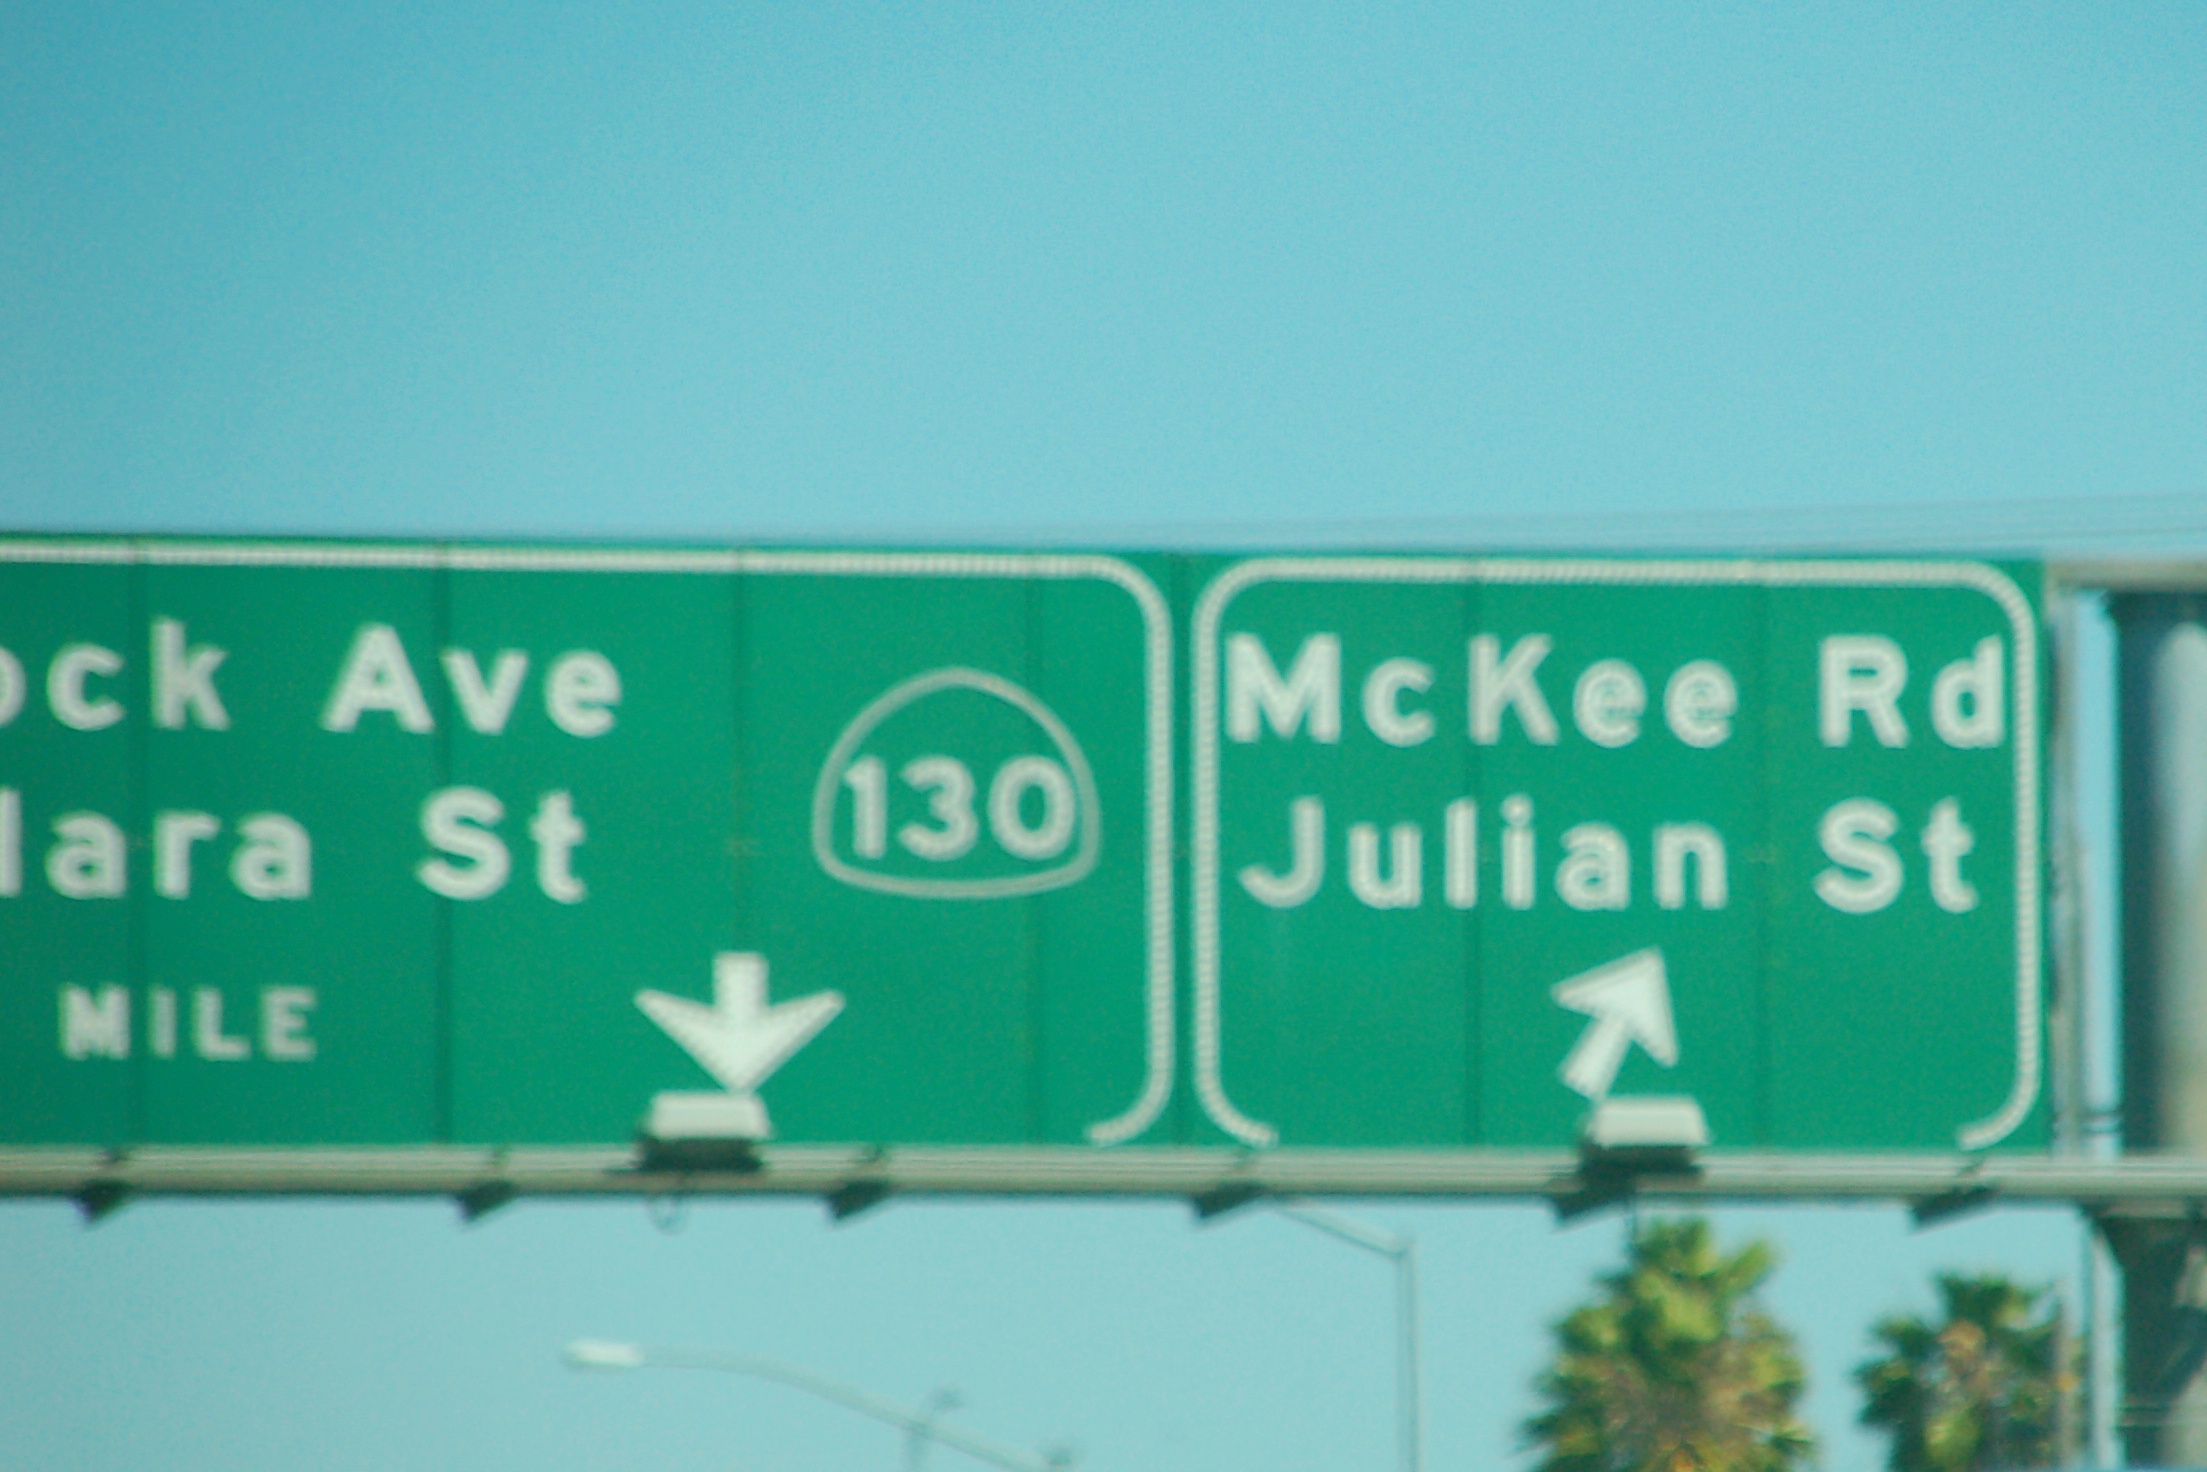 ock Ave
lara St
130
MILE
McKee Rd
Julian St